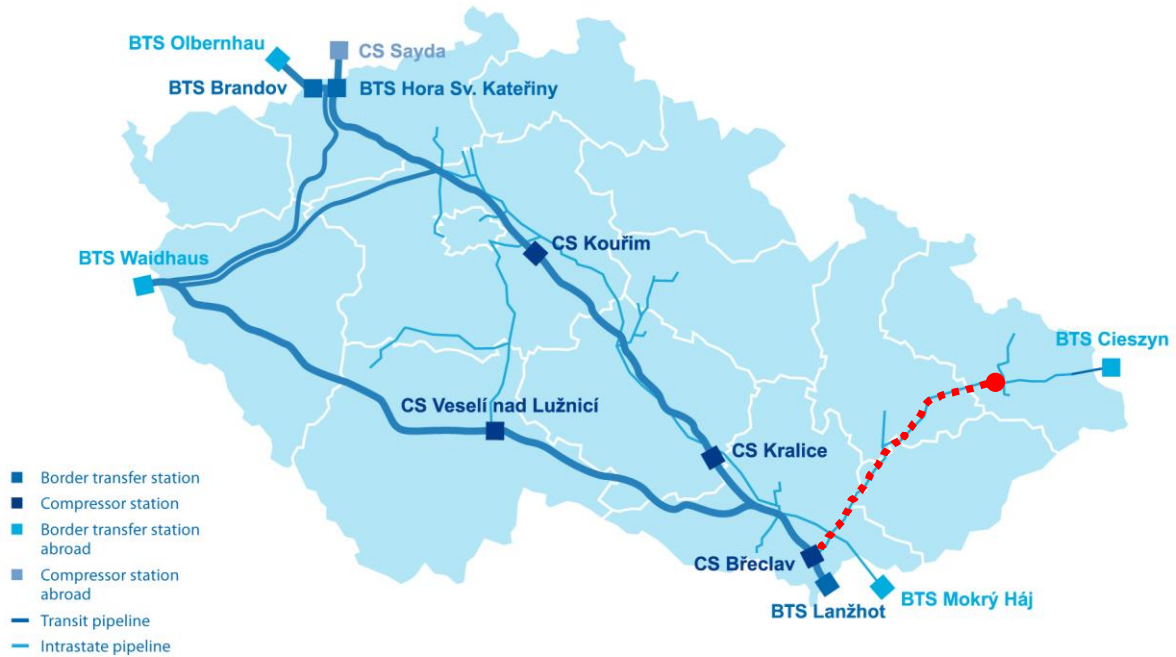 BTS Olbernhau
CS Sayda
BTS Brandov
BTS Hora Sv. Kateřiny
CS Kouřim
BTS Waidhaus
BTS Cieszyn
CS Veselí nad Lužnicí
CS Kralice
CS Břeclav
BTS Mokrý Háj
BTS Lanžhot
Border transfer station
Compressor station
Border transfer station
abroad
Compressor station
abroad
Transit pipeline
Intrastate pipeline